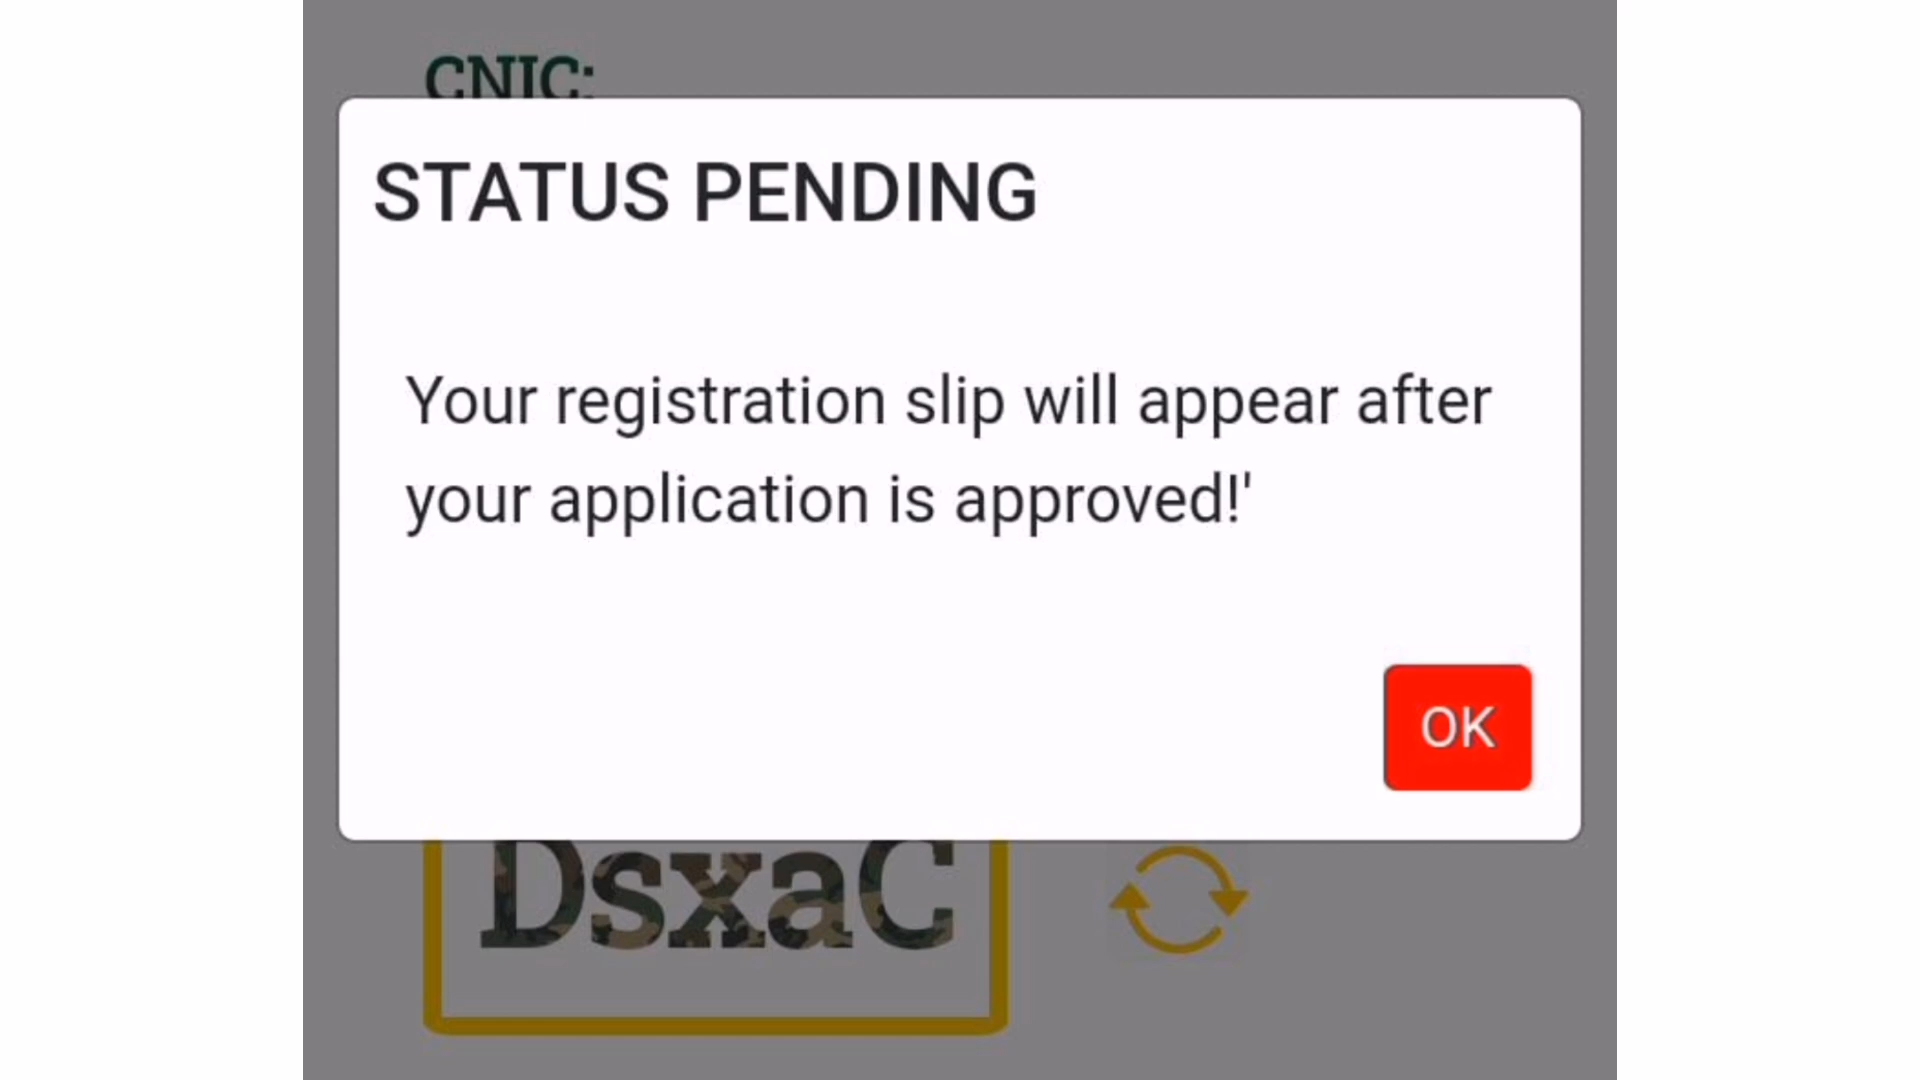 CNIC:
STATUS PENDING
Your registration slip will appear after
your application is approved!'
OK
DsxaC